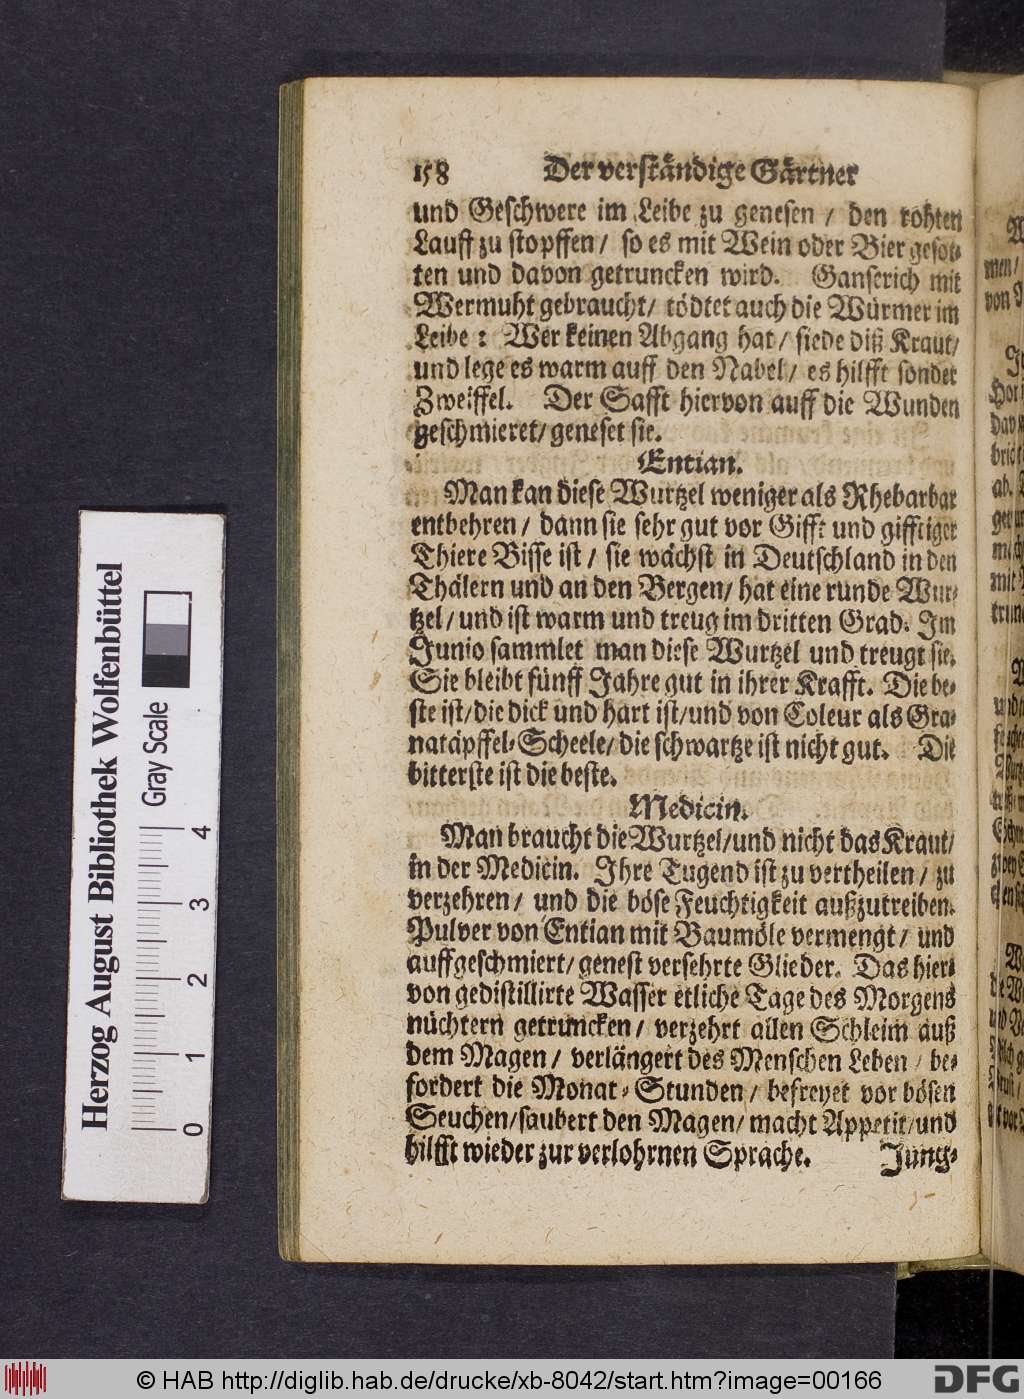 158 Der verständige Gärtner
und Geschwere im Leibe zu genesen / den rohten
Lauff zu stopffen / so es mit Wein oder Bier gesot-
ten und davon getruncken wird. Ganserich mit
Wermuht gebraucht / tödtet auch die Würmer im
Leibe: Wer keinen Abgang hat / siede diß Kraut /
und lege es warm auff den Nabel / es hilfft sonder
Zweiffel. Der Safft hiervon auff die Wunden
geschmieret / geneset sie.
Entian.
Man kan diese Wurtzel weniger als Rhebarbar
entbehren / dann sie sehr gut vor Gifft und gifftiger
Thiere Bisse ist / sie wächst in Deutschland in den
Thälern und an den Bergen / hat eine runde Wur-
tzel / und ist warm und treug im dritten Grad. Im
Junio sammlet man diese Wurtzel und treugt sie.
Sie bleibt fünff Jahre gut in ihrer Krafft. Die be-
ste ist / die dick und hart ist / und von Coleur als Gra-
natäpffel-Scheele / die schwartze ist nicht gut. Die
bitterste ist die beste.
Medicin.
Man braucht die Wurtzel / und nicht das Kraut /
in der Medicin. Ihre Tugend ist zu vertheilen / zu
verzehren / und die böse Feuchtigkeit außzutreiben.
Pulver von Entian mit Baumöle vermengt / und
auffgeschmiert / genest versehrte Glieder. Das hier-
von gedistillirte Wasser etliche Tage des Morgens
nüchtern getruncken / verzehrt allen Schleim auß
dem Magen / verlängert des Menschen Leben / be-
fordert die Monat-Stunden / befreyet vor bösen
Seuchen / saubert den Magen / macht Appetit / und
hilfft wieder zur verlohrnen Sprache. Jung-
Herzog August Bibliothek Wolfenbüttel
Gray Scale
0 1 2 3 4
© HAB http://diglib.hab.de/drucke/xb-8042/start.htm?image=00166
DFG